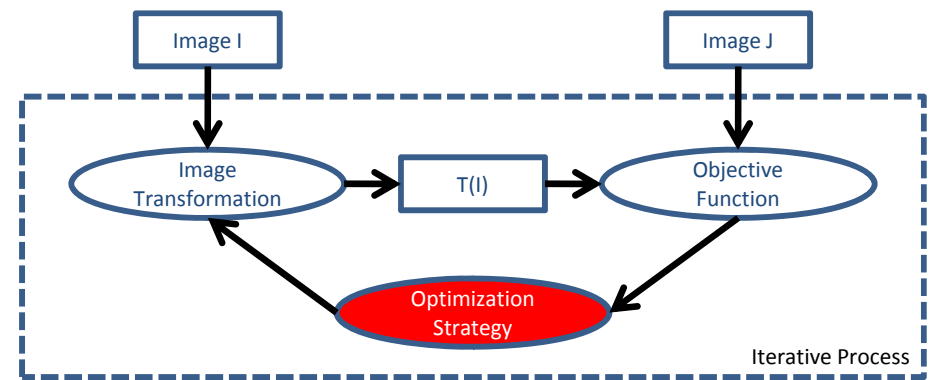 Image I
Image J
Image
Transformation
T(I)
Objective
Function
Optimization
Strategy
Iterative Process